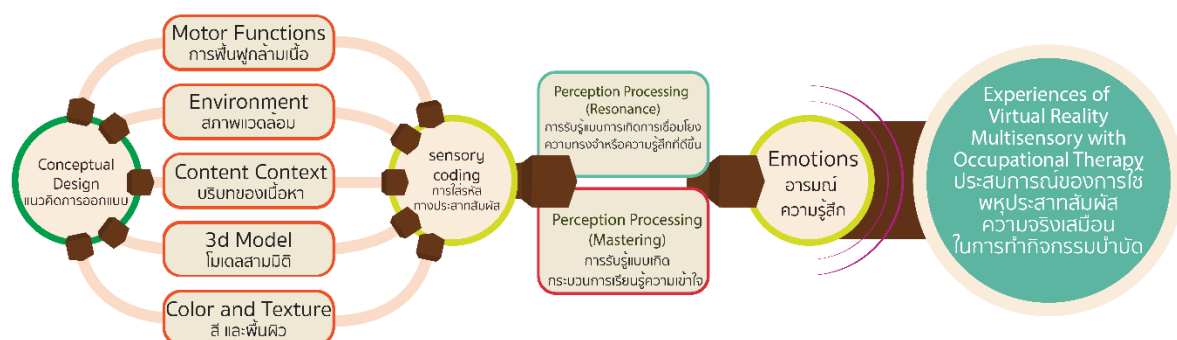 Conceptual
Design
แนวคิดการออกแบบ
Motor Functions
การฟื้นฟูกล้ามเนื้อ
Environment
สภาพแวดล้อม
Content Context
บริบทของเนื้อหา
3d Model
โมเดลสามมิติ
Color and Texture
สี และพื้นผิว
sensory
coding
การใส่รหัส
ทางประสาทสัมผัส
Perception Processing
(Resonance)
การรับรู้แบบการเกิดการเชื่อมโยง
ความทรงจำหรือความรู้สึกที่ดีขึ้น
Perception Processing
(Mastering)
การรับรู้แบบเกิด
กระบวนการเรียนรู้ความเข้าใจ
Emotions
อารมณ์
ความรู้สึก
Experiences of
Virtual Reality
Multisensory with
Occupational Therapy
ประสบการณ์ของการใช้
พหุประสาทสัมผัส
ความจริงเสมือน
ในการทำกิจกรรมบำบัด